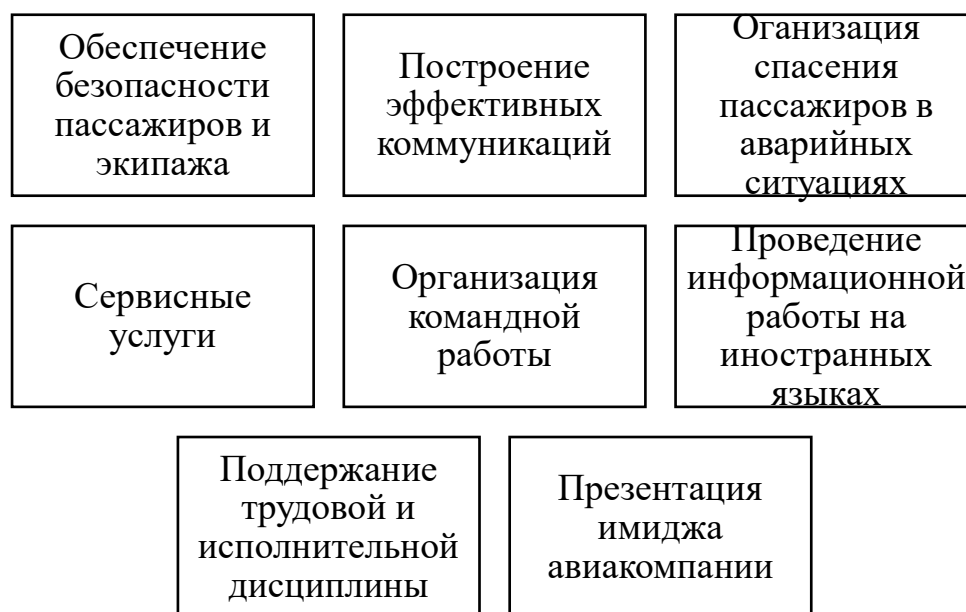 Обеспечение
безопасности
пассажиров и
экипажа
Построение
эффективных
коммуникаций
Оганизация
спасения
пассажиров в
аварийных
ситуациях
Сервисные
услуги
Организация
командной
работы
Проведение
информационной
работы на
иностранных
языках
Поддержание
трудовой и
исполнительной
дисциплины
Презентация
имиджа
авиакомпании